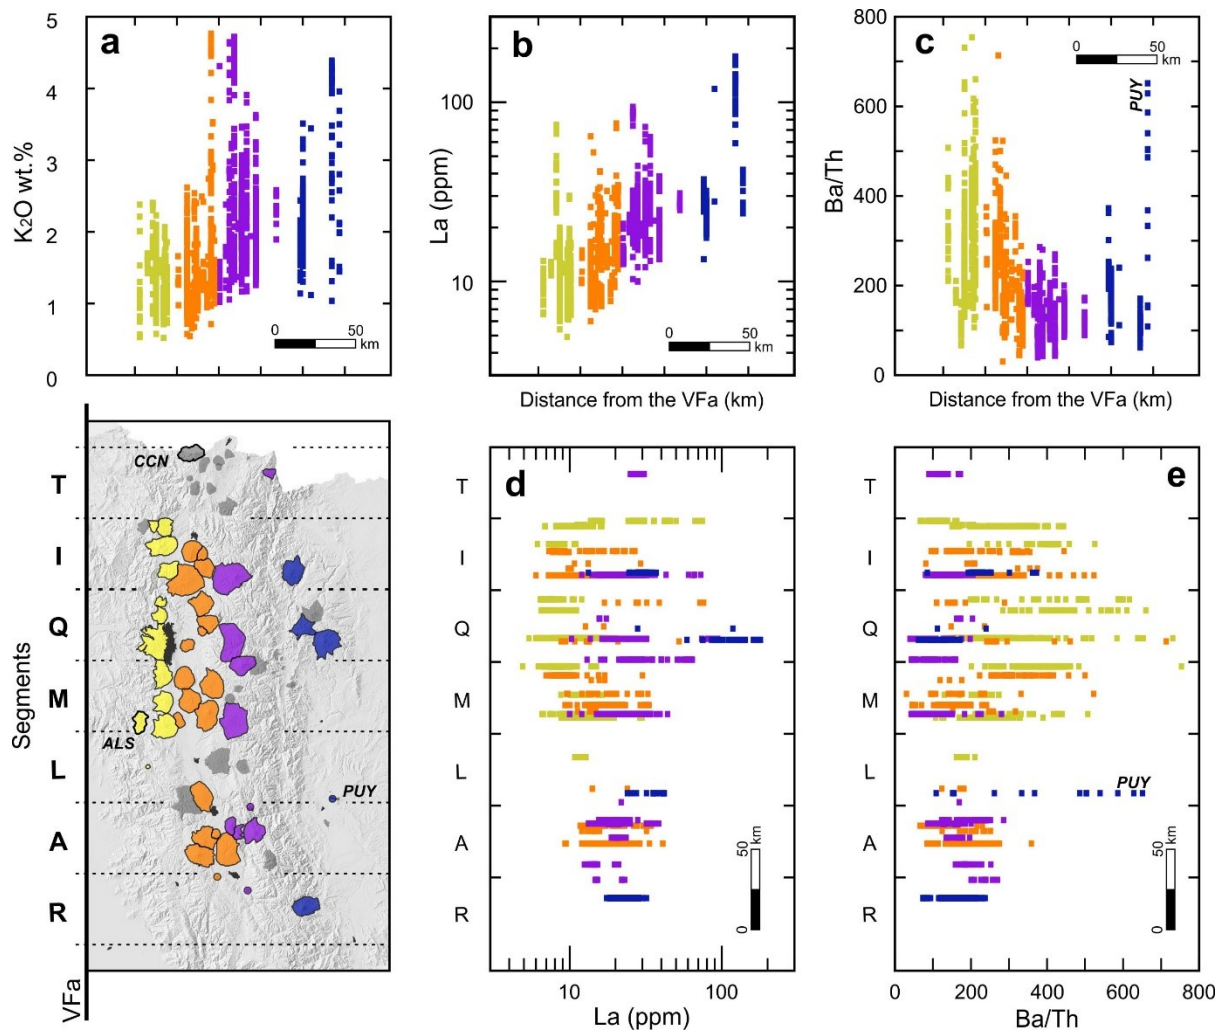 a
5
4
3
2
1
0
K2O wt.%
0 50
km
b
100
10
La (ppm)
0 50
km
Distance from the VFa (km)
c
800
600
400
200
0
Ba/Th
0 50
km
PUY
Distance from the VFa (km)
Segments
T
I
Q
M
L
A
R
CCN
ALS
PUY
VFa
d
T
I
Q
M
L
A
R
0 50
km
10 100
La (ppm)
e
T
I
Q
M
L
A
R
PUY
0 50
km
0 200 400 600 800
Ba/Th